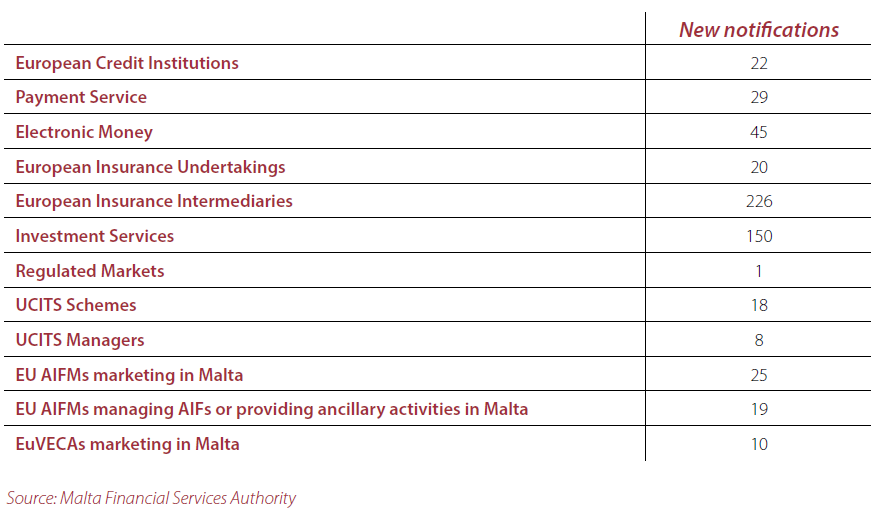 New notifications
European Credit Institutions 22
Payment Service 29
Electronic Money 45
European Insurance Undertakings 20
European Insurance Intermediaries 226
Investment Services 150
Regulated Markets 1
UCITS Schemes 18
UCITS Managers 8
EU AIFMs marketing in Malta 25
EU AIFMs managing AIFs or providing ancillary activities in Malta 19
EuVECAs marketing in Malta 10
Source: Malta Financial Services Authority